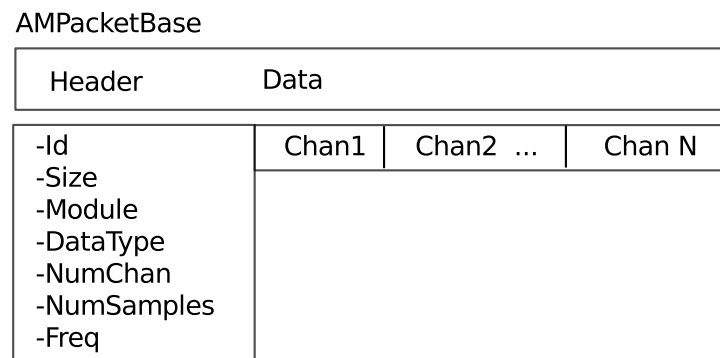 AMPacketBase
Header Data
-Id
-Size
-Module
-DataType
-NumChan
-NumSamples
-Freq
Chan1 Chan2 ... Chan N